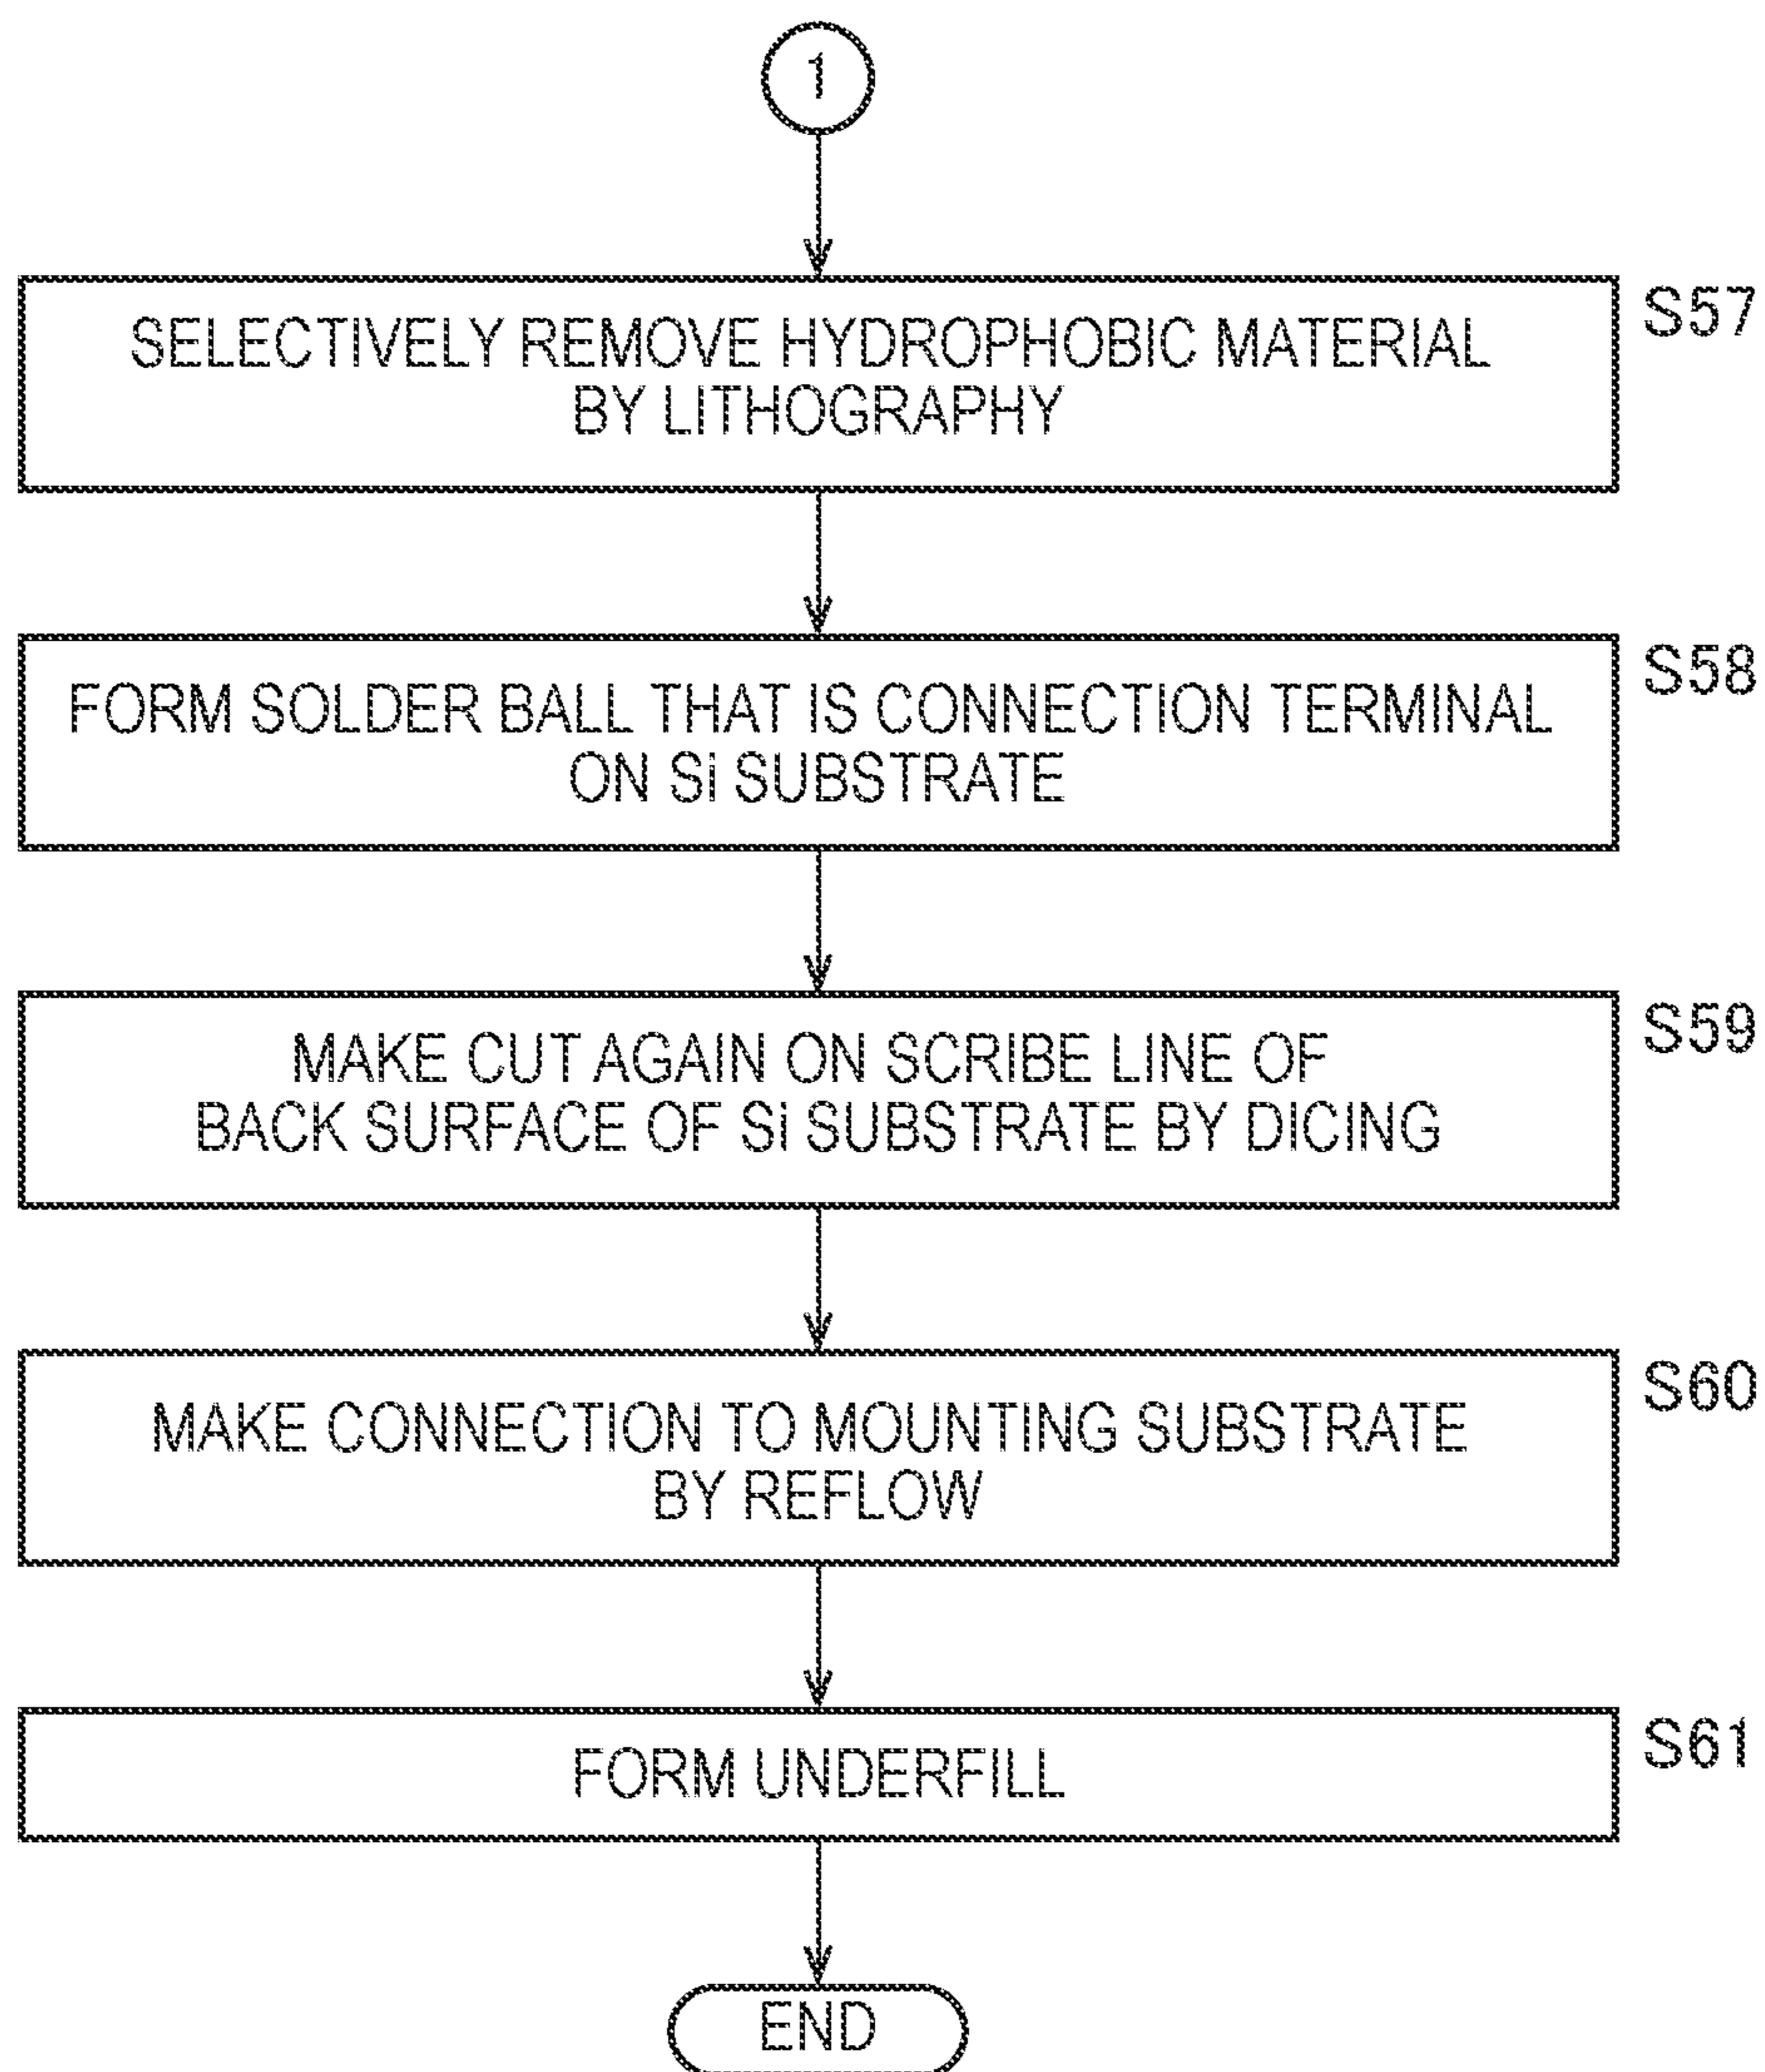 1
SELECTIVELY REMOVE HYDROPHOBIC MATERIAL
BY LITHOGRAPHY
S57
FORM SOLDER BALL THAT IS CONNECTION TERMINAL
ON Si SUBSTRATE
S58
MAKE CUT AGAIN ON SCRIBE LINE OF
BACK SURFACE OF Si SUBSTRATE BY DICING
S59
MAKE CONNECTION TO MOUNTING SUBSTRATE
BY REFLOW
S60
FORM UNDERFILL
S61
END